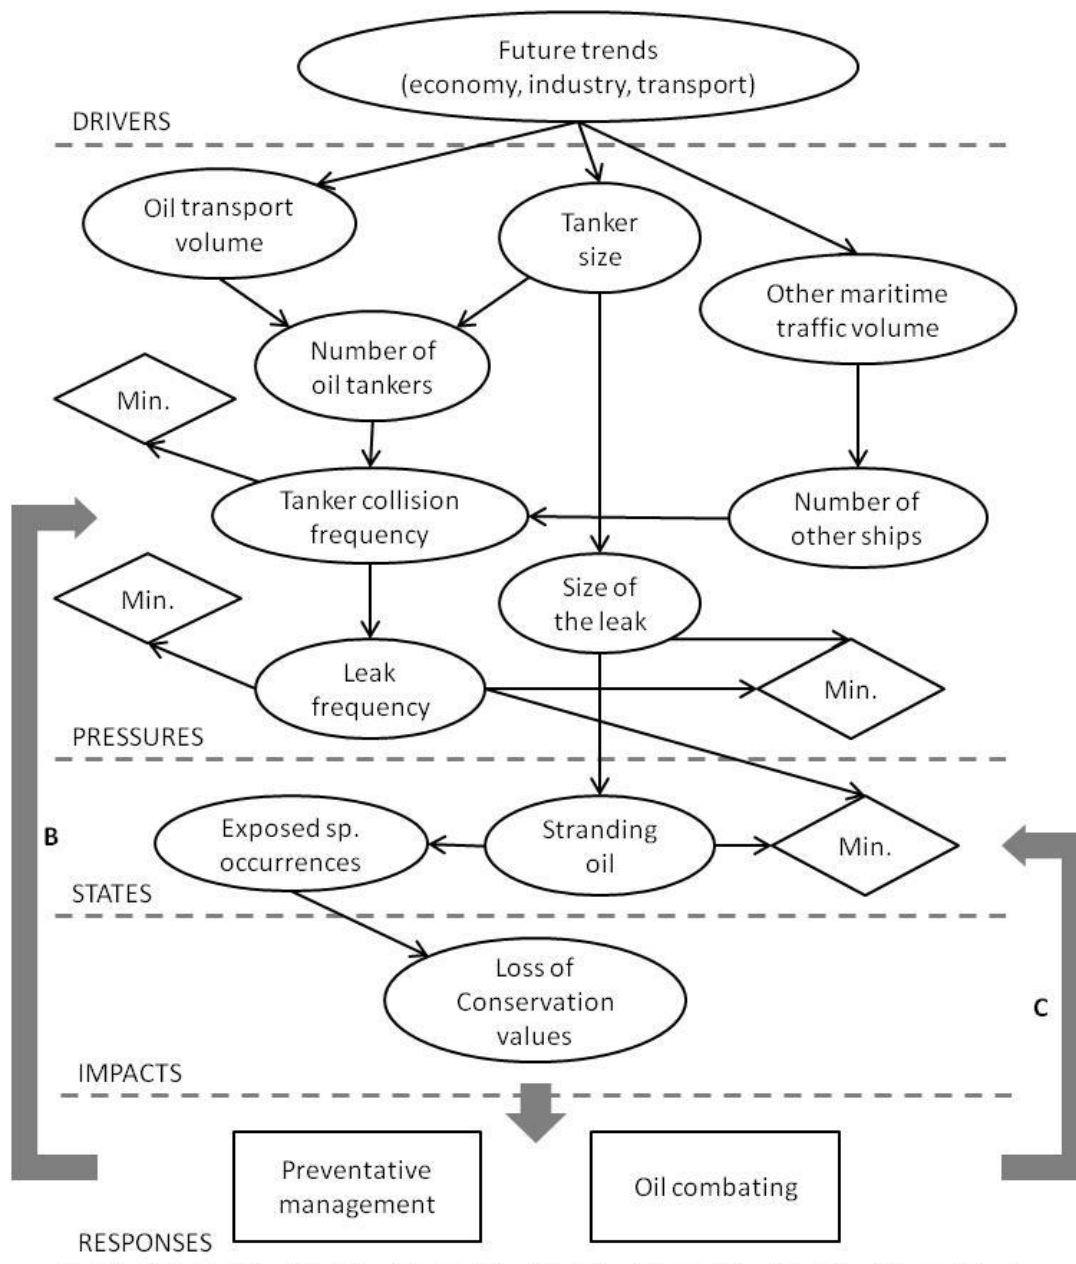 Future trends
(economy, industry, transport)
DRIVERS
Oil transport
volume
Tanker
size
Other maritime
traffic volume
Number of
oil tankers
Min.
Tanker collision
frequency
Number of
other ships
Min.
Size of
the leak
Leak
frequency
Min.
PRESSURES
Exposed sp.
occurrences
Stranding
oil
Min.
B
STATES
Loss of
Conservation
values
C
IMPACTS
Preventative
management
Oil combating
RESPONSES